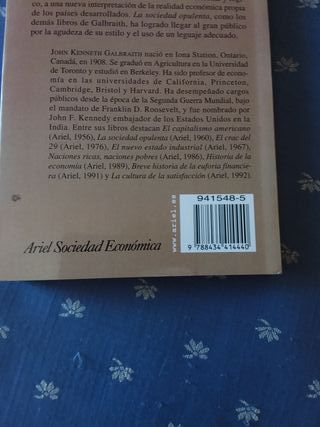 co, a una nueva interpretación de la realidad económica propia
de los países desarrollados. La sociedad opulenta, como los
demás libros de Galbraith, ha logrado llegar al gran público
por la agudeza de su estilo y el uso de un leguaje adecuado.
JOHN KENNETH GALBRAITH nació en Iona Station, Ontario,
Canadá, en 1908. Se graduó en Agricultura en la Universidad
de Toronto y estudió en Berkeley. Ha sido profesor de econo-
mía en las universidades de California, Princeton,
Cambridge, Bristol y Harvard. Ha desempeñado cargos
públicos desde la época de la Segunda Guerra Mundial, bajo
el mandato de Franklin D. Roosevelt, y fue nombrado por
John F. Kennedy embajador de los Estados Unidos en la
India. Entre sus libros destacan El capitalismo americano
(Ariel, 1956), La sociedad opulenta (Ariel, 1960), El crac del
29 (Ariel, 1976), El nuevo estado industrial (Ariel, 1967),
Naciones ricas, naciones pobres (Ariel, 1986), Historia de la
economía (Ariel, 1989), Breve historia de la euforia financie-
ra (Ariel, 1991) y La cultura de la satisfacción (Ariel, 1992).
941548-5
www.ariel.es
9 788434 414440
Ariel Sociedad Económica